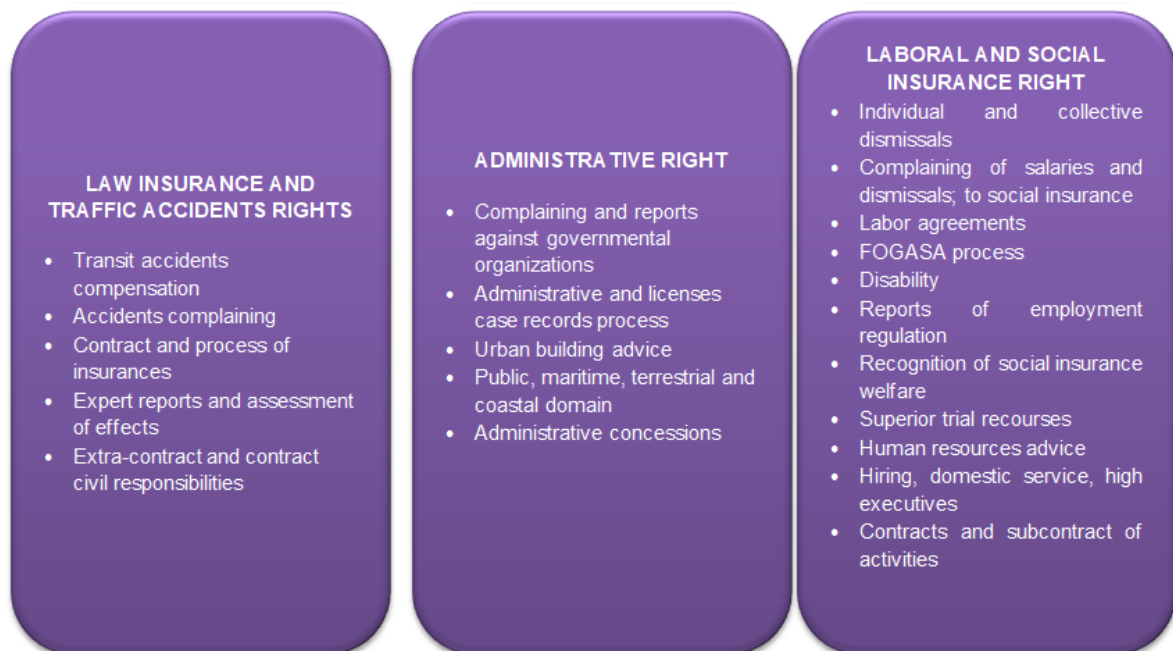 LAW INSURANCE AND
TRAFFIC ACCIDENTS RIGHTS
• Transit accidents
compensation
• Accidents complaining
• Contract and process of
insurances
• Expert reports and assessment
of effects
• Extra-contract and contract
civil responsibilities
ADMINISTRATIVE RIGHT
• Complaining and reports
against governmental
organizations
• Administrative and licenses
case records process
• Urban building advice
• Public, maritime, terrestrial and
coastal domain
• Administrative concessions
LABORAL AND SOCIAL
INSURANCE RIGHT
• Individual and collective
dismissals
• Complaining of salaries and
dismissals; to social insurance
• Labor agreements
• FOGASA process
• Disability
• Reports of employment
regulation
• Recognition of social insurance
welfare
• Superior trial recourses
• Human resources advice
• Hiring, domestic service, high
executives
• Contracts and subcontract of
activities